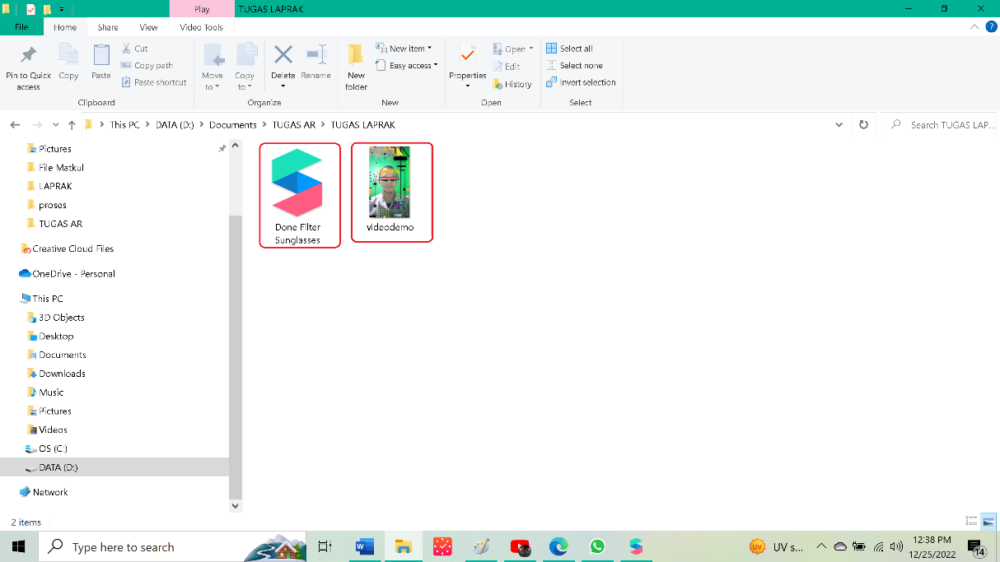 Play
TUGAS LAPRAK
File
Home
Share
View
Video Tools
?
Pin to Quick
access
Copy
Paste
Cut
Copy path
Paste shortcut
Clipboard
Move
to
Copy
to
Delete
Rename
Organize
New
folder
New item
Easy access
New
Properties
Open
Edit
History
Open
Select all
Select none
Invert selection
Select
This PC
DATA (D:)
Documents
TUGAS AR
TUGAS LAPRAK
Search TUGAS LAP...
Pictures
File Matkul
LAPRAK
proses
TUGAS AR
Creative Cloud Files
OneDrive - Personal
This PC
3D Objects
Desktop
Documents
Downloads
Music
Pictures
Videos
OS (C:)
DATA (D:)
Network
Done Filter
Sunglasses
videodemo
2 items
Type here to search
UV
UV s...
12:38 PM
12/25/2022
14